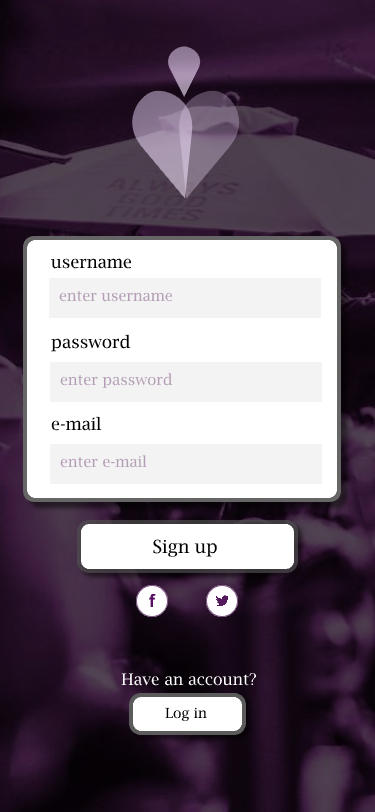 ALWAYS
GOOD
TIMES
username
enter username
password
enter password
e-mail
enter e-mail
Sign up
f
Have an account?
Log in